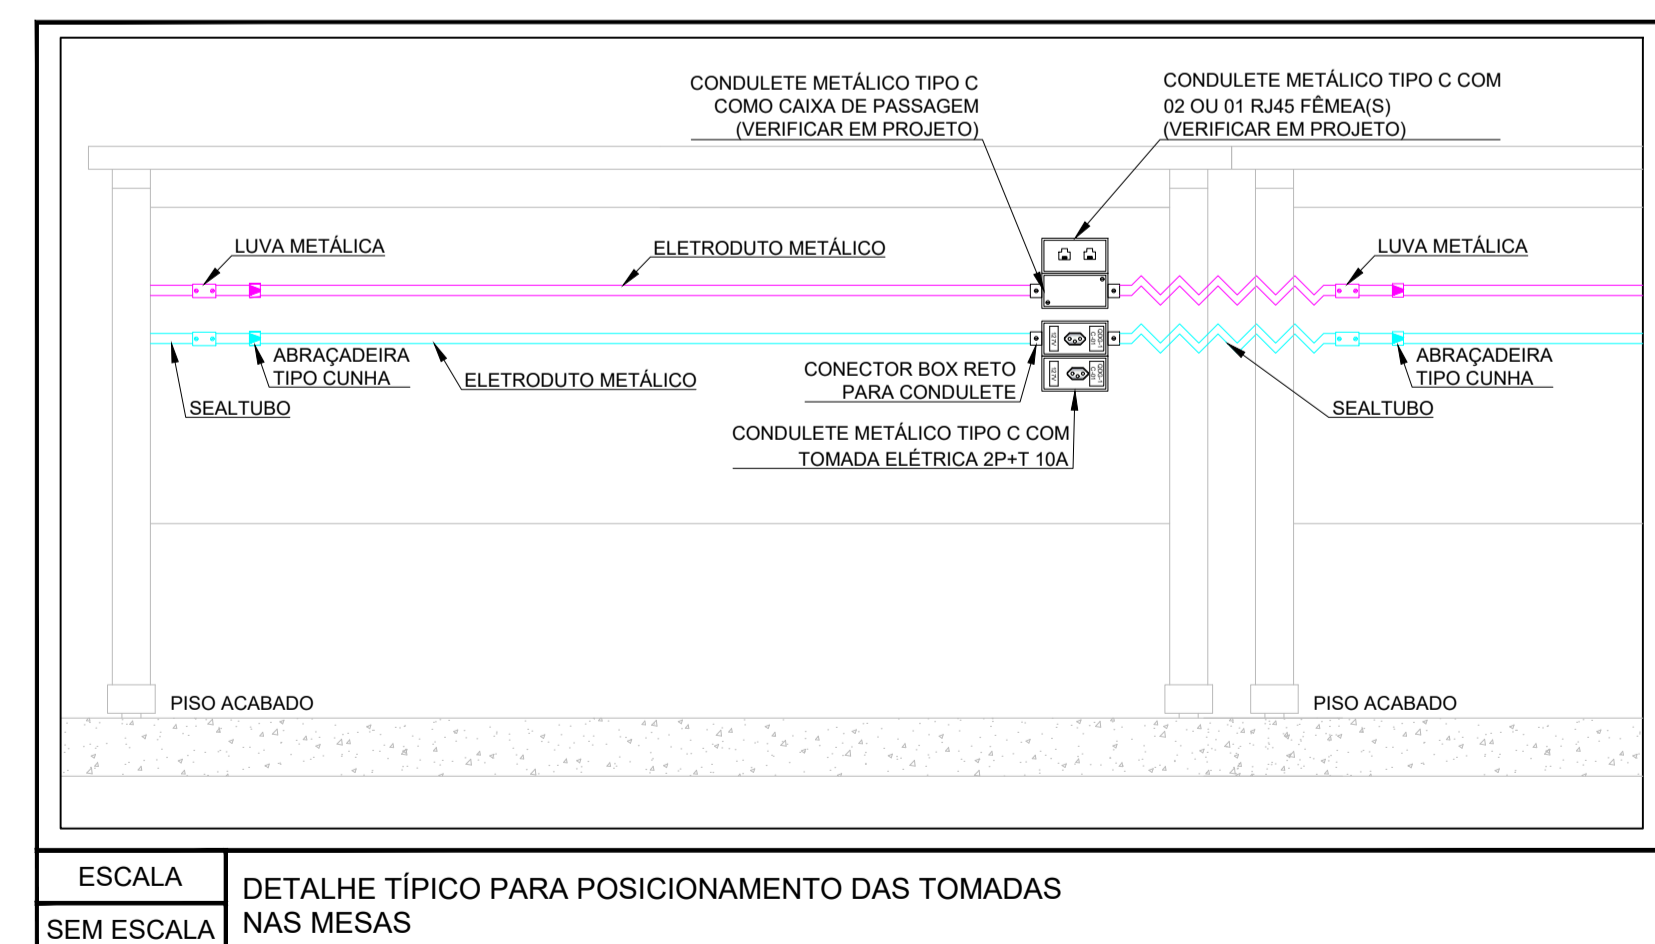 CONDULETE METÁLICO TIPO C
COMO CAIXA DE PASSAGEM
(VERIFICAR EM PROJETO)
CONDULETE METÁLICO TIPO C COM
02 OU 01 RJ45 FÊMEA(S)
(VERIFICAR EM PROJETO)
LUVA METÁLICA
ELETRODUTO METÁLICO
LUVA METÁLICA
ABRAÇADEIRA
TIPO CUNHA
SEALTUBO
ELETRODUTO METÁLICO
CONECTOR BOX RETO
PARA CONDULETE
127V
127V
CONDULETE METÁLICO TIPO C COM
TOMADA ELÉTRICA 2P+T 10A
ABRAÇADEIRA
TIPO CUNHA
SEALTUBO
PISO ACABADO
PISO ACABADO
ESCALA
SEM ESCALA
DETALHE TÍPICO PARA POSICIONAMENTO DAS TOMADAS
NAS MESAS